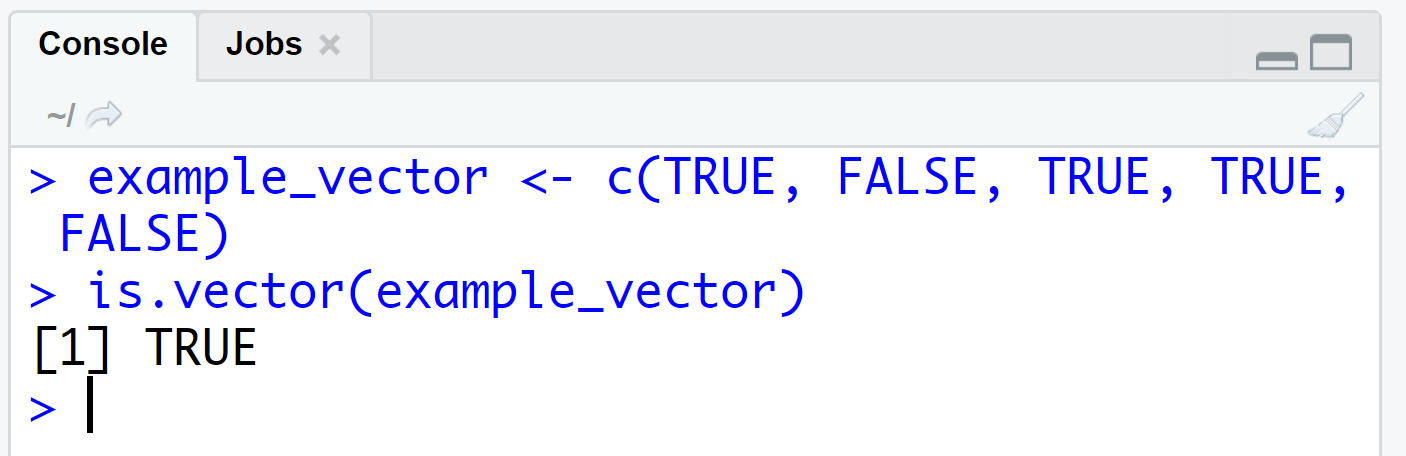 Console Jobs
~/
> example_vector <- c(TRUE, FALSE, TRUE, TRUE,
FALSE)
> is.vector(example_vector)
[1] TRUE
>